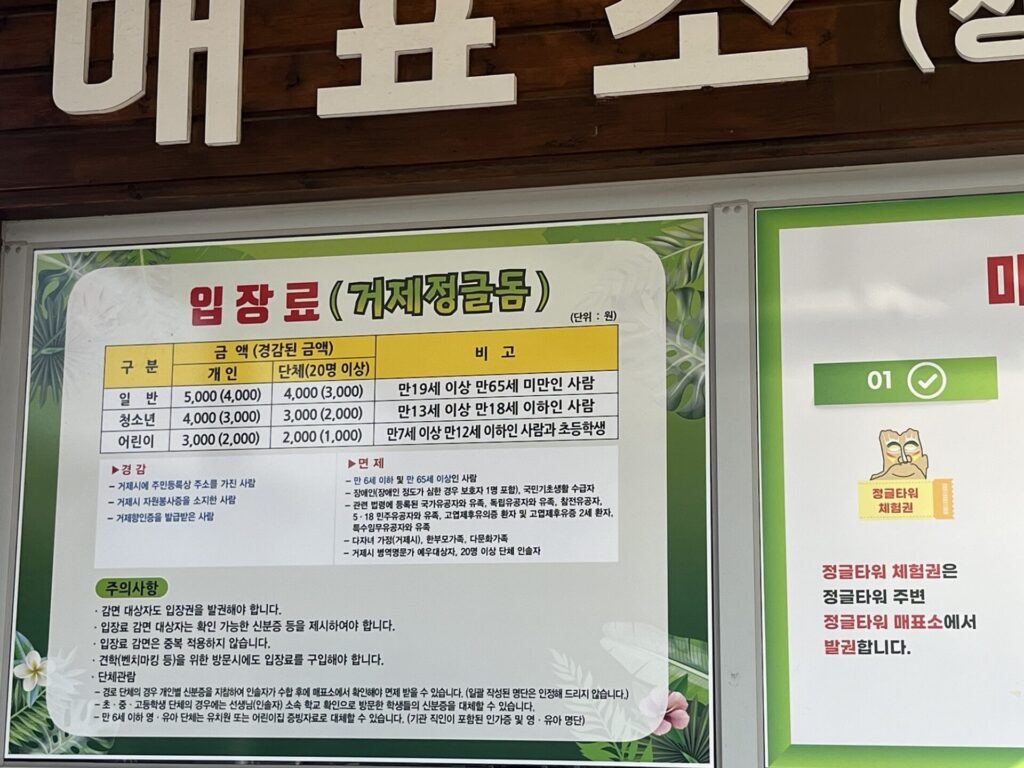 매표소
입장료 (거제정글돔)
(단위 : 원)
구 분 금 액 (경감된 금액) 비 고
개 인 단체(20명 이상)
일 반 5,000 (4,000) 4,000 (3,000) 만19세 이상 만65세 미만인 사람
청소년 4,000 (3,000) 3,000 (2,000) 만13세 이상 만18세 이하인 사람
어린이 3,000 (2,000) 2,000 (1,000) 만7세 이상 만12세 이하인 사람과 초등학생
▶경 감
– 거제시에 주민등록상 주소를 가진 사람
– 거제시 자원봉사증을 소지한 사람
– 거제향인증을 발급받은 사람
▶면 제
– 만 6세 이하 및 만 65세 이상인 사람
– 장애인(장애인 정도가 심한 경우 보호자 1명 포함), 국민기초생활 수급자
– 관련 법령에 등록된 국가유공자와 유족, 독립유공자와 유족, 참전유공자,
5 · 18 민주유공자와 유족, 고엽제후유의증 환자 및 고엽제후유증 2세 환자,
특수임무유공자와 유족
– 다자녀 가정(거제시), 한부모가족, 다문화가족
– 거제시 병역명문가 예우대상자, 20명 이상 단체 인솔자
주의사항
· 감면 대상자도 입장권을 발권해야 합니다.
· 입장료 감면 대상자는 확인 가능한 신분증 등을 제시하여야 합니다.
· 입장료 감면은 중복 적용하지 않습니다.
· 견학(벤치마킹 등)을 위한 방문시에도 입장료를 구입해야 합니다.
· 단체관람
– 경로 단체의 경우 개인별 신분증을 지참하여 인솔자가 수합 후에 매표소에서 확인해야 면제 받을 수 있습니다. (일괄 작성된 명단은 인정해 드리지 않습니다.)
– 초 · 중 · 고등학생 단체의 경우에는 선생님(인솔자) 소속 학교 확인으로 방문한 학생들의 신분증을 대체할 수 있습니다.
– 만 6세 이하 영 · 유아 단체는 유치원 또는 어린이집 증빙자료로 대체할 수 있습니다. (기관 직인이 포함된 인가증 및 영 · 유아 명단)
01
정글타워
체험권
정글타워 체험권은
정글타워 주변
정글타워 매표소에서
발권합니다.